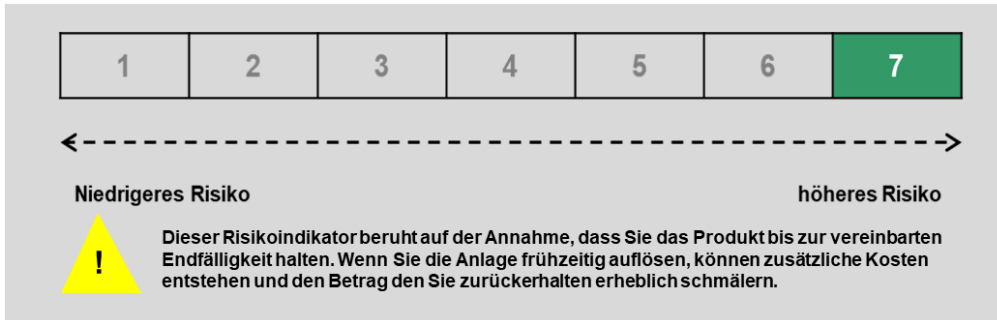 1 2 3 4 5 6 7
Niedrigeres Risiko höheres Risiko
!
Dieser Risikoindikator beruht auf der Annahme, dass Sie das Produkt bis zur vereinbarten
Endfälligkeit halten. Wenn Sie die Anlage frühzeitig auflösen, können zusätzliche Kosten
entstehen und den Betrag den Sie zurückerhalten erheblich schmälern.